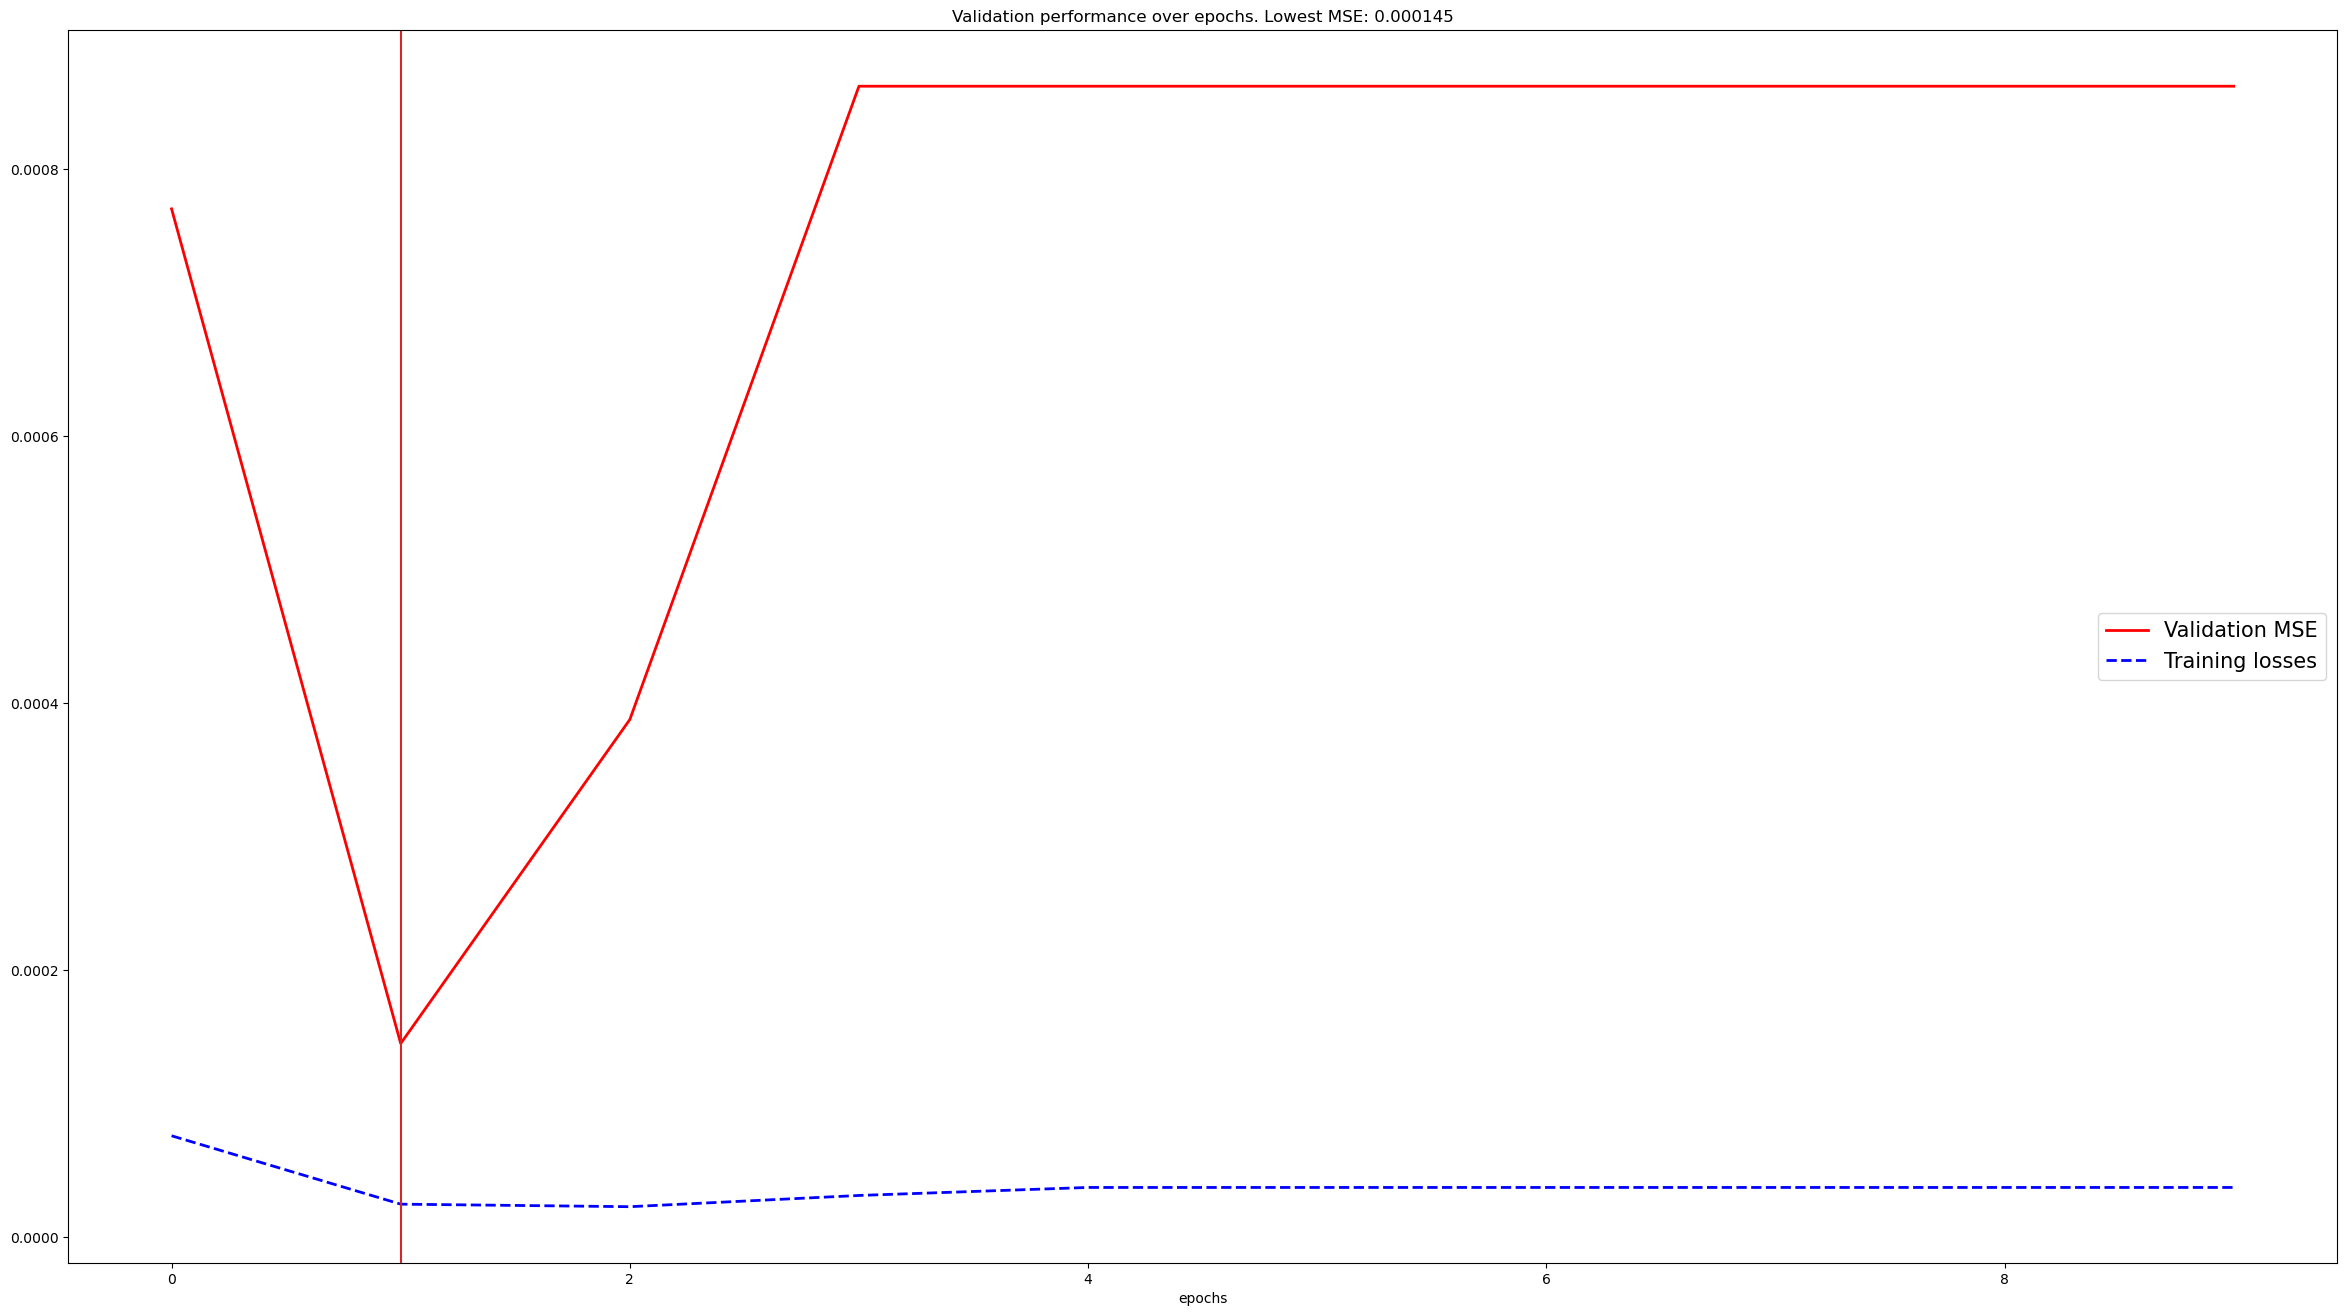 Validation performance over epochs. Lowest MSE: 0.000145
0.0008
0.0006
0.0004
0.0002
0.0000
Validation MSE
Training losses
0 2 4 6 8
epochs